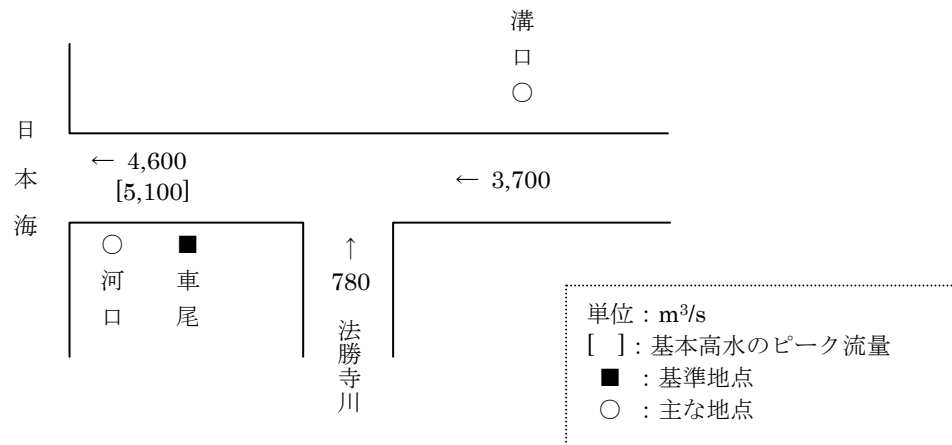 溝口
○
日本海
← 4,600
[5,100]
← 3,700
○
河口
■
車尾
↑
780
法勝寺川
単位：m³/s
[ ]：基本高水のピーク流量
■ ：基準地点
○ ：主な地点